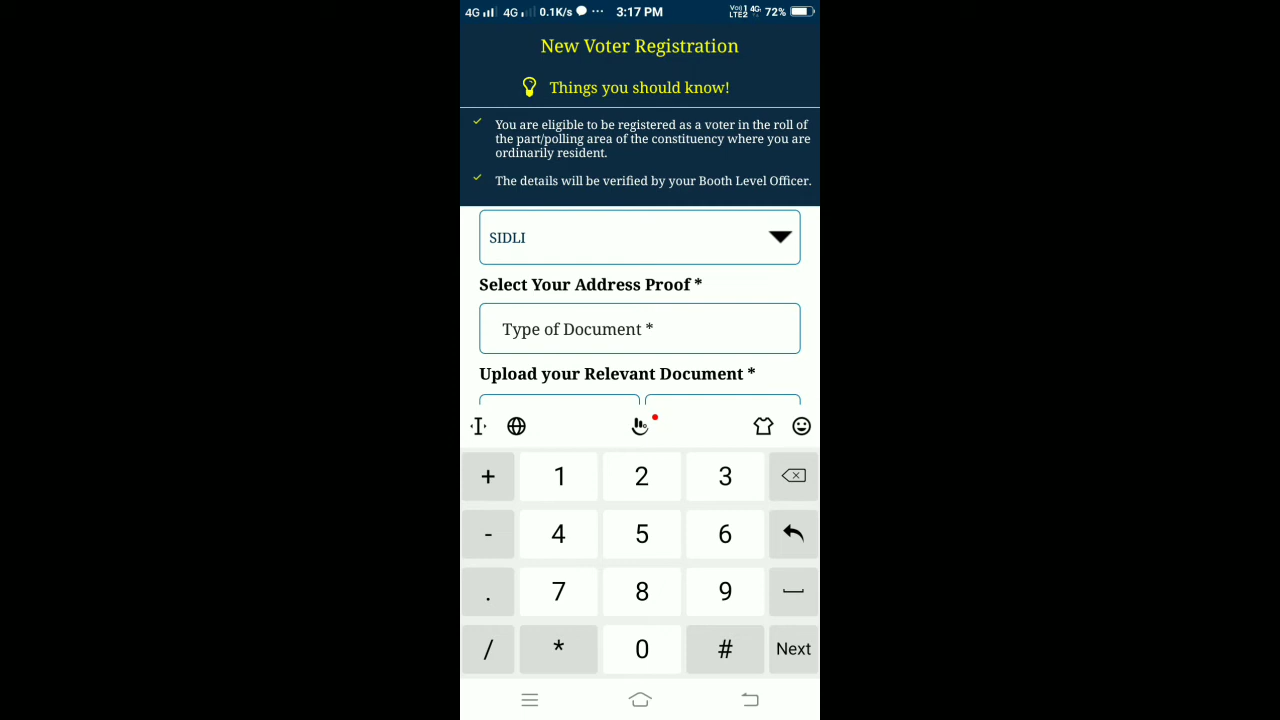 4G 4G 0.1K/s ... 3:17 PM VoLTE2 4G 72%
New Voter Registration
Things you should know!
You are eligible to be registered as a voter in the roll of
the part/polling area of the constituency where you are
ordinarily resident.
The details will be verified by your Booth Level Officer.
SIDLI
Select Your Address Proof *
Type of Document *
Upload your Relevant Document *
+ 1 2 3
- 4 5 6
. 7 8 9
/ * 0 # Next